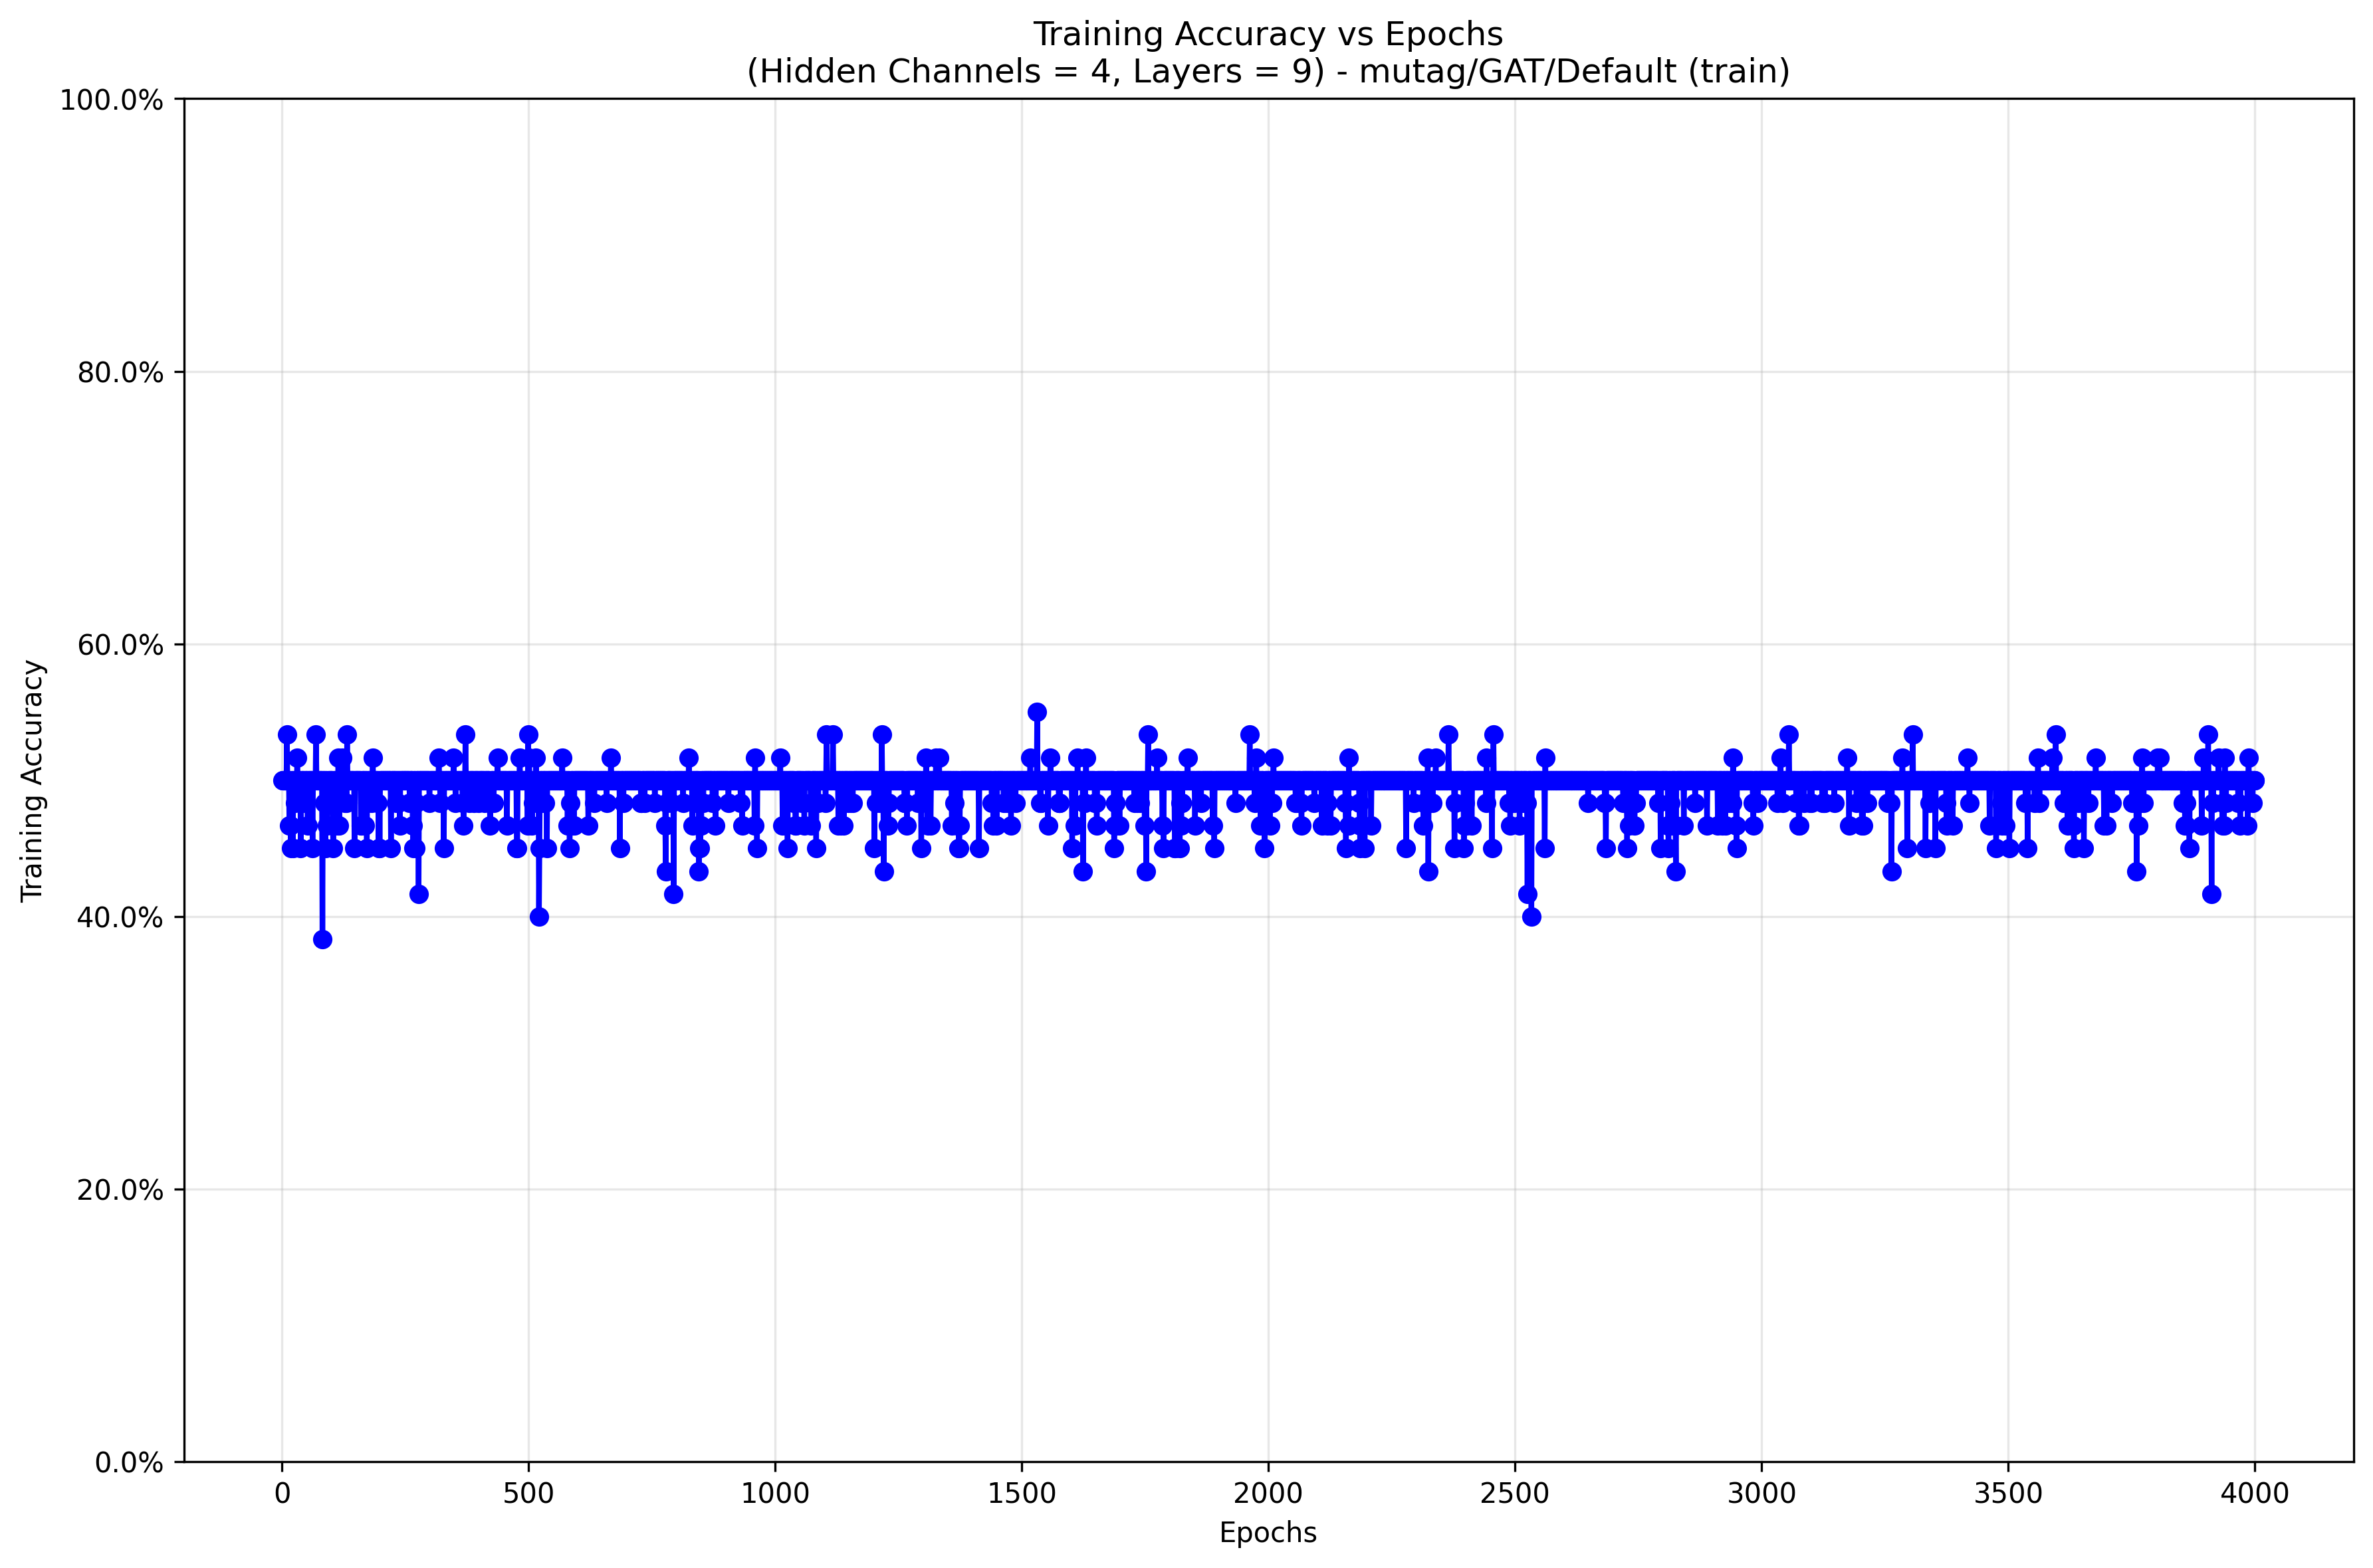 Training Accuracy vs Epochs
(Hidden Channels = 4, Layers = 9) - mutag/GAT/Default (train)
100.0%
80.0%
60.0%
40.0%
20.0%
0.0%
Training Accuracy
0 500 1000 1500 2000 2500 3000 3500 4000
Epochs